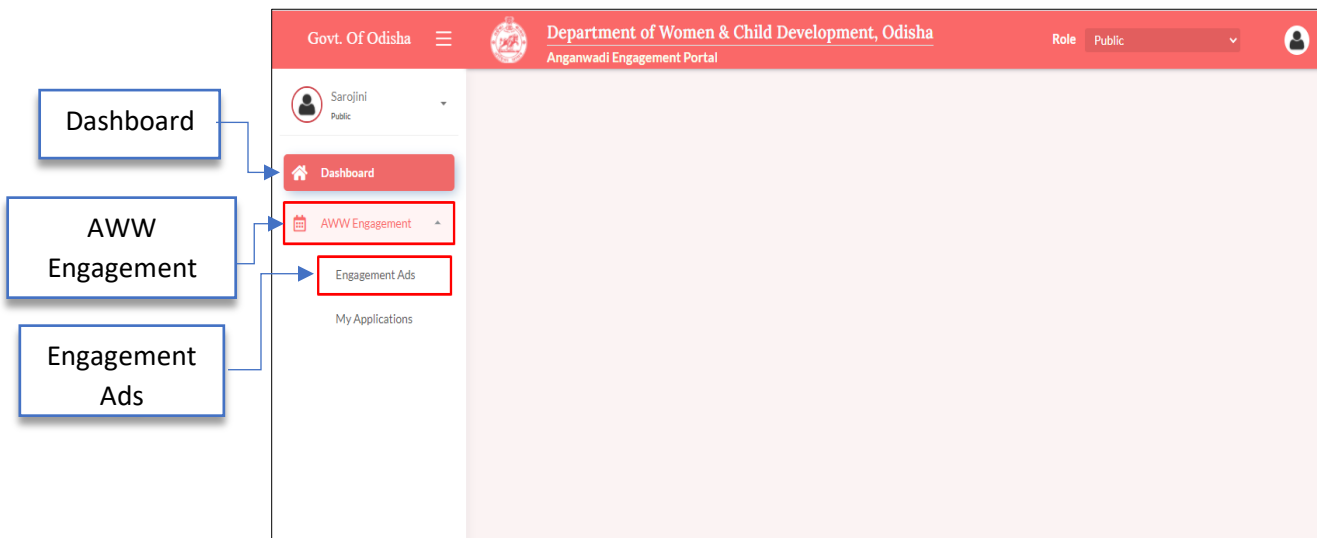 Govt. Of Odisha
Department of Women & Child Development, Odisha
Anganwadi Engagement Portal
Role Public
Sarojini
Public
Dashboard
Dashboard
AWW
Engagement
AWW Engagement
Engagement Ads
My Applications
Engagement
Ads